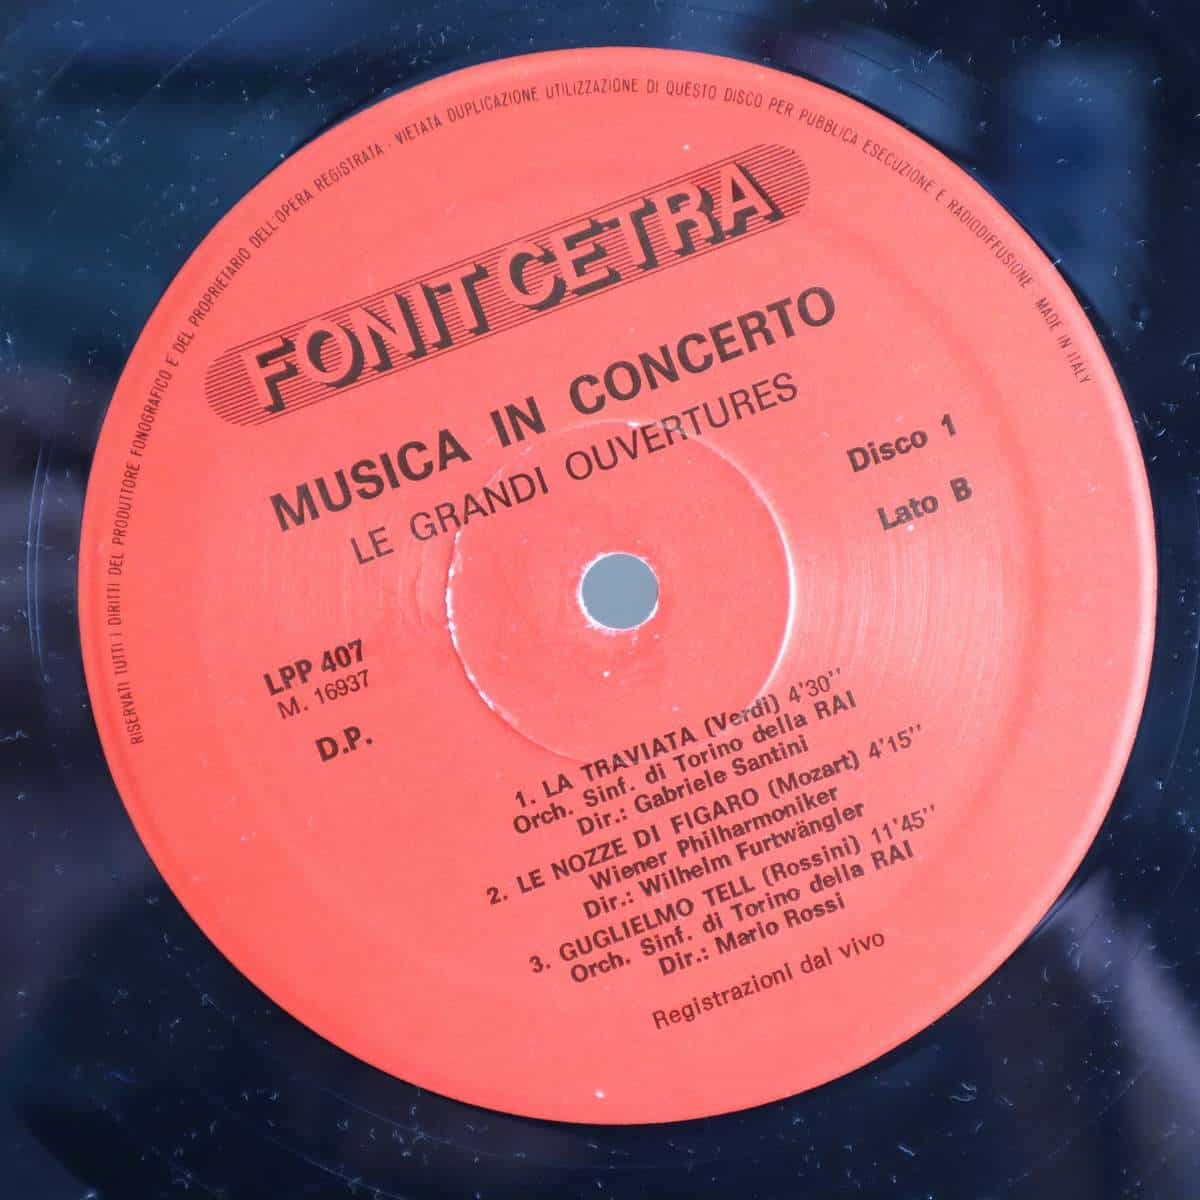 RISERVATI TUTTI I DIRITTI DEL PRODUTTORE FONOGRAFICO E DEL PROPRIETARIO DELL'OPERA REGISTRATA · VIETATA DUPLICAZIONE UTILIZZAZIONE DI QUESTO DISCO PER PUBBLICA ESECUZIONE E RADIODIFFUSIONE MADE IN ITALY
FONIT CETRA
MUSICA IN CONCERTO
LE GRANDI OUVERTURES
Disco 1
Lato B
LPP 407
M. 16937
D.P.
1. LA TRAVIATA (Verdi) 4'30''
Orch. Sinf. di Torino della RAI
Dir.: Gabriele Santini
2. LE NOZZE DI FIGARO (Mozart) 4'15''
Wiener Philharmoniker
Dir.: Wilhelm Furtwängler
3. GUGLIELMO TELL (Rossini) 11'45''
Orch. Sinf. di Torino della RAI
Dir.: Mario Rossi
Registrazioni dal vivo